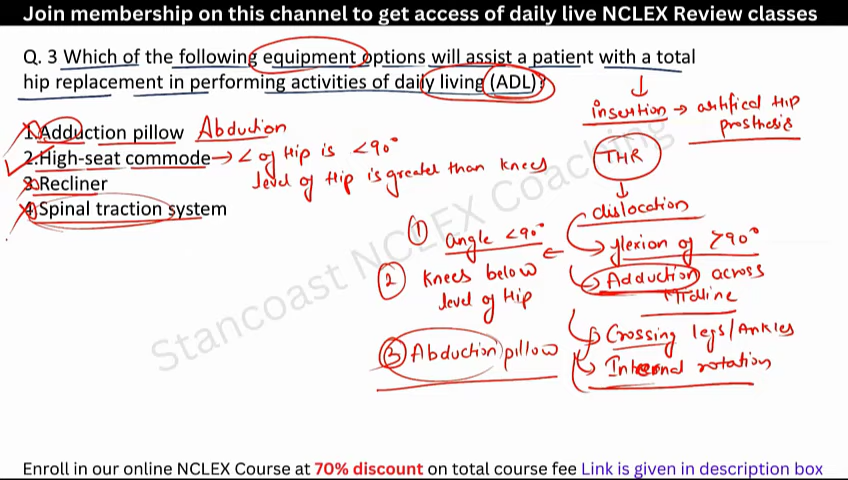 Join membership on this channel to get access of daily live NCLEX Review classes
Q. 3 Which of the following equipment options will assist a patient with a total
hip replacement in performing activities of daily living (ADL)?
1. Adduction pillow Abduction
2. High-seat commode → ∠ of Hip is <90°
level of Hip is greater than knees
3. Recliner
4. Spinal traction system
insertion → artificial Hip
prosthesis
THR
dislocation
→ flexion of >90°
→ Adduction across
Midline
→ Crossing legs/Ankles
→ Internal rotation
① angle <90° ←
② Knees below
level of Hip
③ Abduction pillow
Stancoast NCLEX Coaching
Enroll in our online NCLEX Course at 70% discount on total course fee Link is given in description box